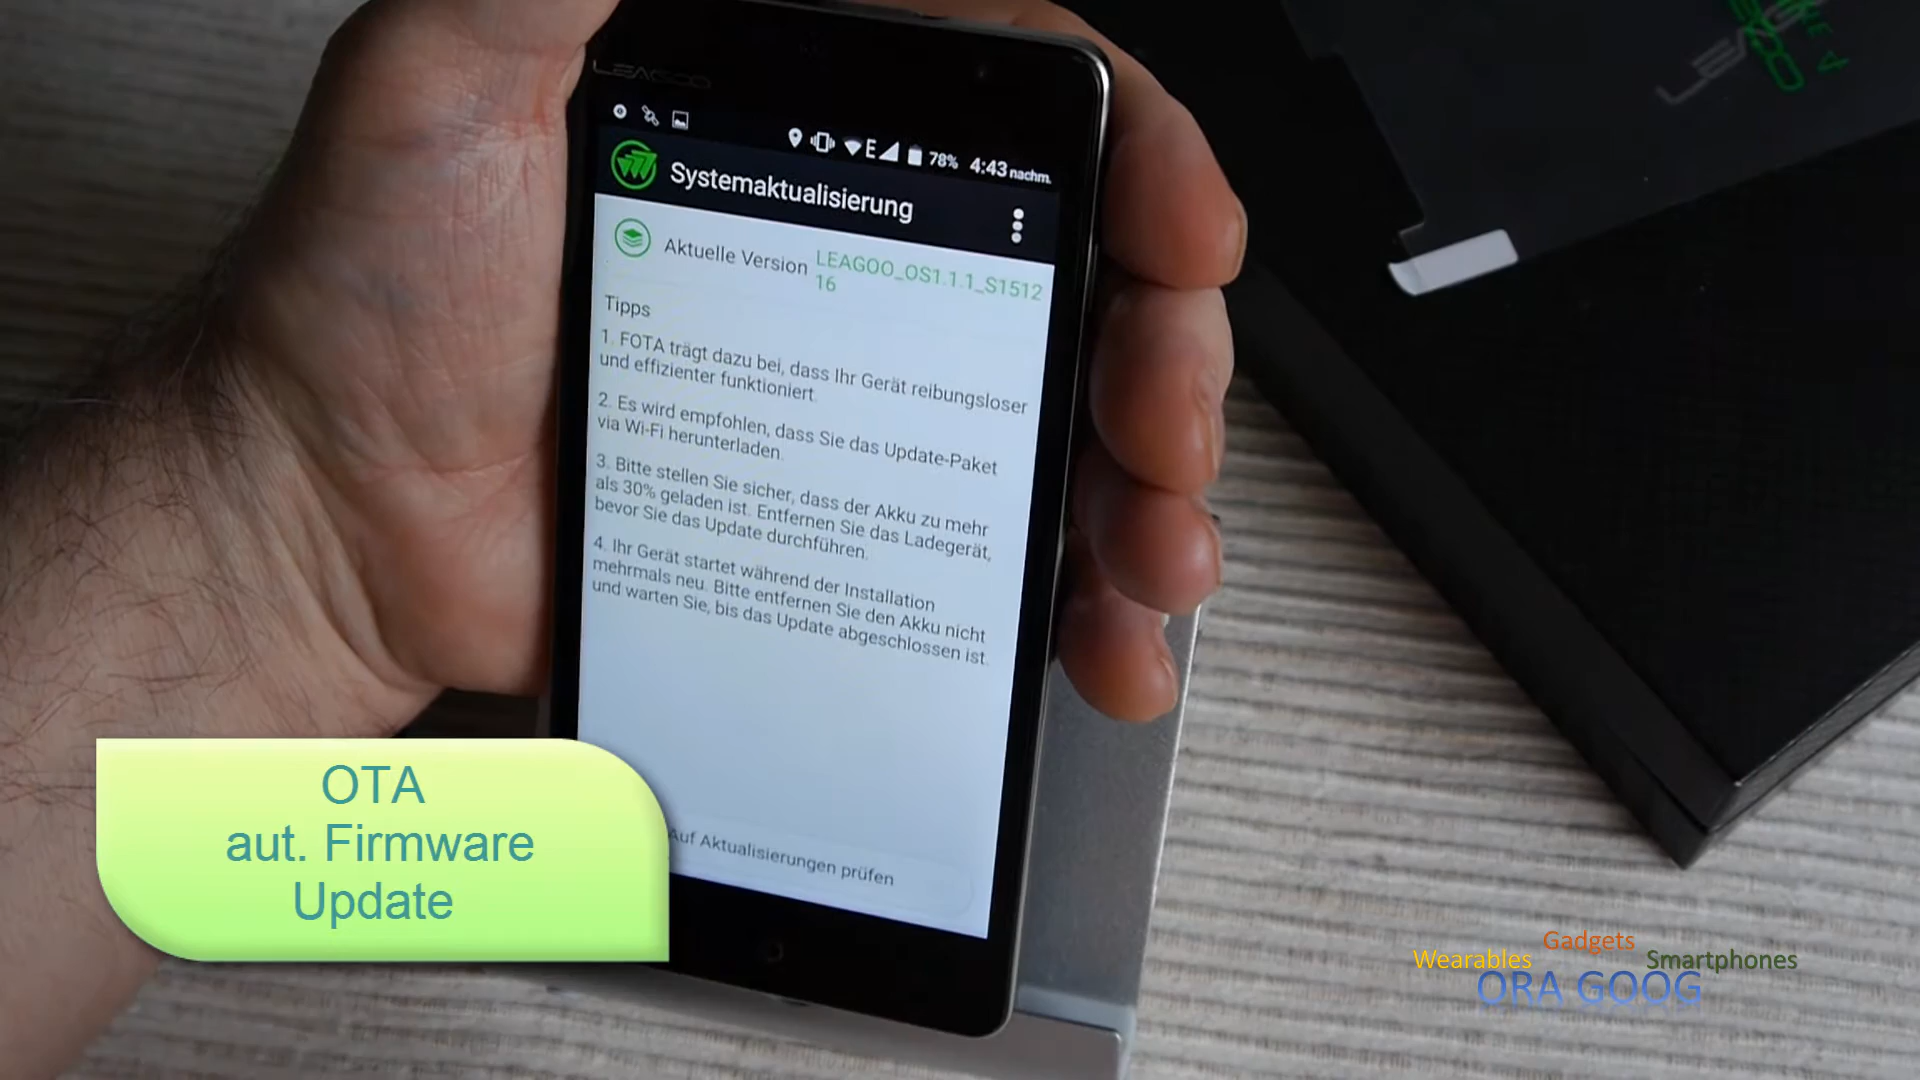 LEAGOO
78% 4:43 nachm.
Systemaktualisierung
Aktuelle Version LEAGOO_OS1.1.1_S1512
16
Tipps
1. FOTA trägt dazu bei, dass Ihr Gerät reibungsloser
und effizienter funktioniert.
2. Es wird empfohlen, dass Sie das Update-Paket
via Wi-Fi herunterladen.
3. Bitte stellen Sie sicher, dass der Akku zu mehr
als 30% geladen ist. Entfernen Sie das Ladegerät,
bevor Sie das Update durchführen.
4. Ihr Gerät startet während der Installation
mehrmals neu. Bitte entfernen Sie den Akku nicht
und warten Sie, bis das Update abgeschlossen ist.
Auf Aktualisierungen prüfen
OTA
aut. Firmware
Update
Gadgets
Wearables Smartphones
ORA GOOG